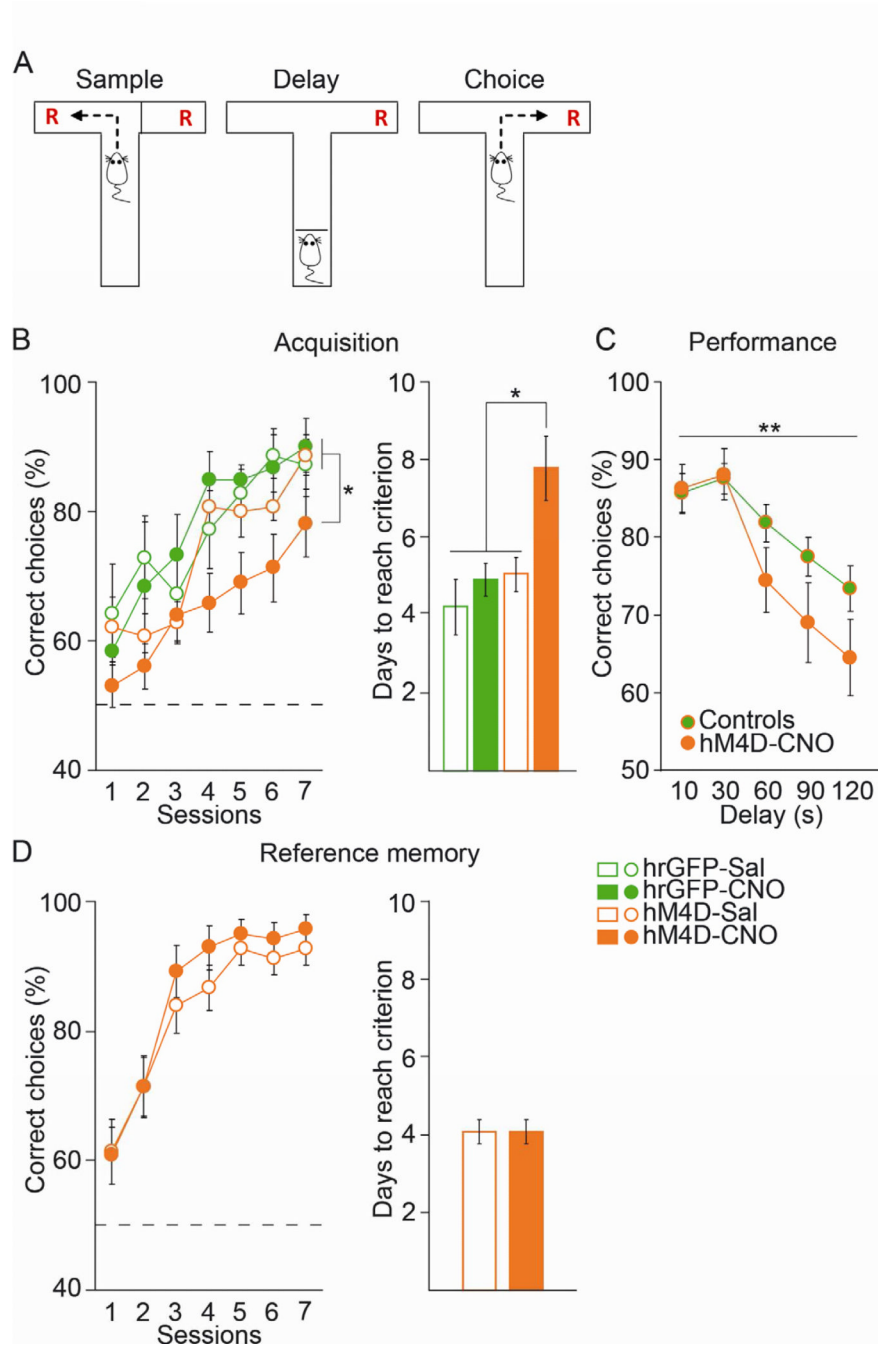 A
Sample Delay Choice
R R R R
B Acquisition
Correct choices (%)
100
80
60
40
*
1 2 3 4 5 6 7
Sessions
Days to reach criterion
10
8
6
4
2
*
C Performance
Correct choices (%)
100
90
80
70
60
50
**
Controls
hM4D-CNO
10 30 60 90 120
Delay (s)
D Reference memory
Correct choices (%)
100
80
60
40
1 2 3 4 5 6 7
Sessions
Days to reach criterion
10
8
6
4
2
hrGFP-Sal
hrGFP-CNO
hM4D-Sal
hM4D-CNO